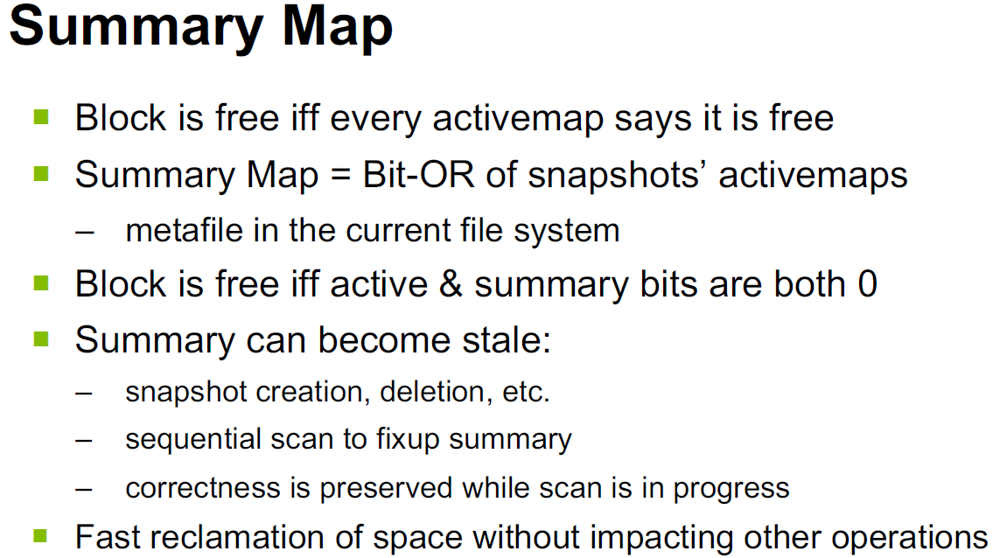 Summary Map
Block is free iff every activemap says it is free
Summary Map = Bit-OR of snapshots’ activemaps
– metafile in the current file system
Block is free iff active & summary bits are both 0
Summary can become stale:
– snapshot creation, deletion, etc.
– sequential scan to fixup summary
– correctness is preserved while scan is in progress
Fast reclamation of space without impacting other operations